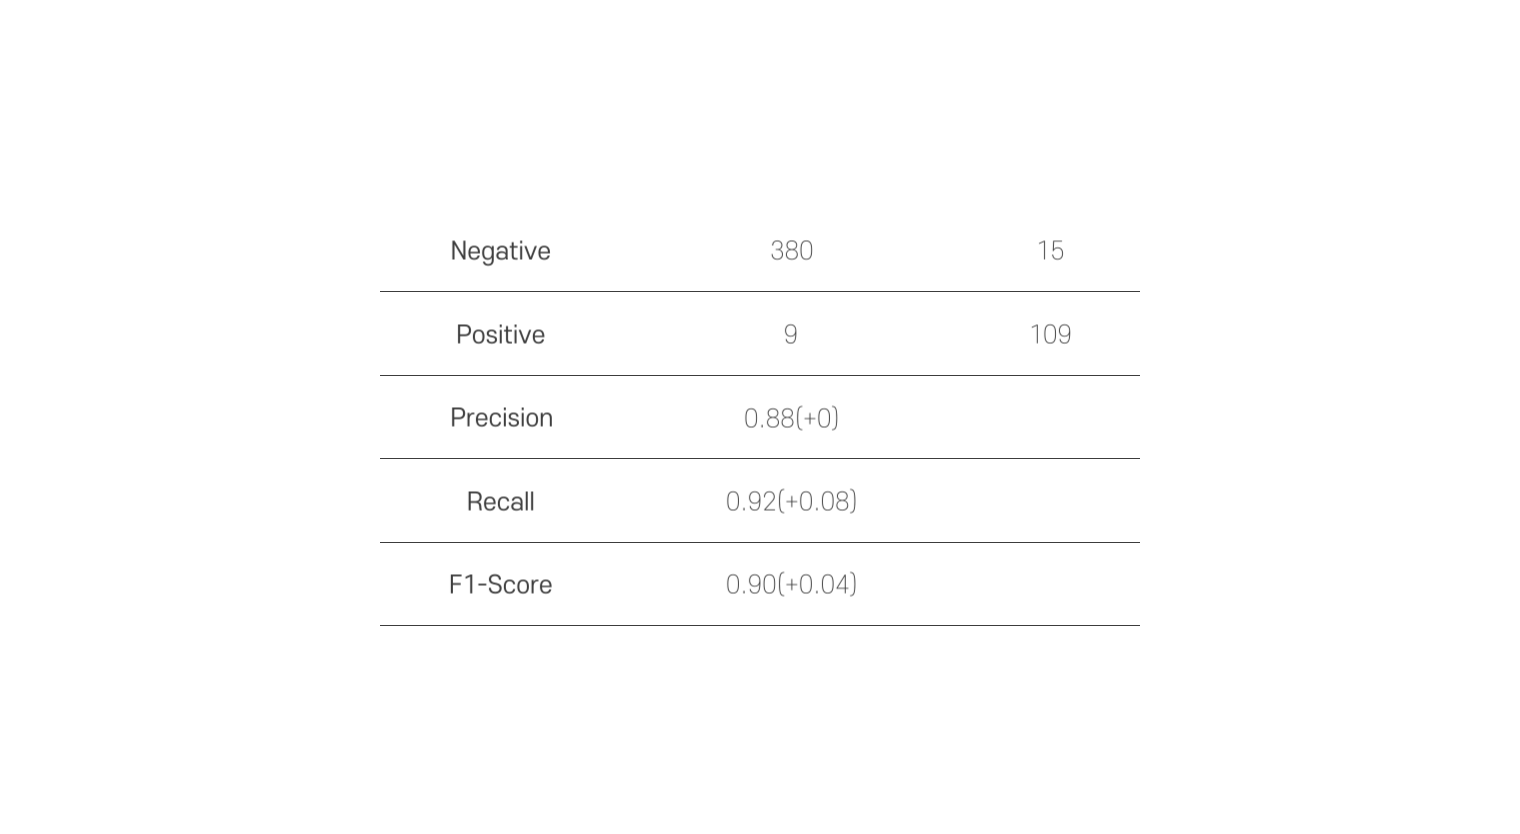 Negative 380 15
Positive 9 109
Precision 0.88(+0)
Recall 0.92(+0.08)
F1-Score 0.90(+0.04)